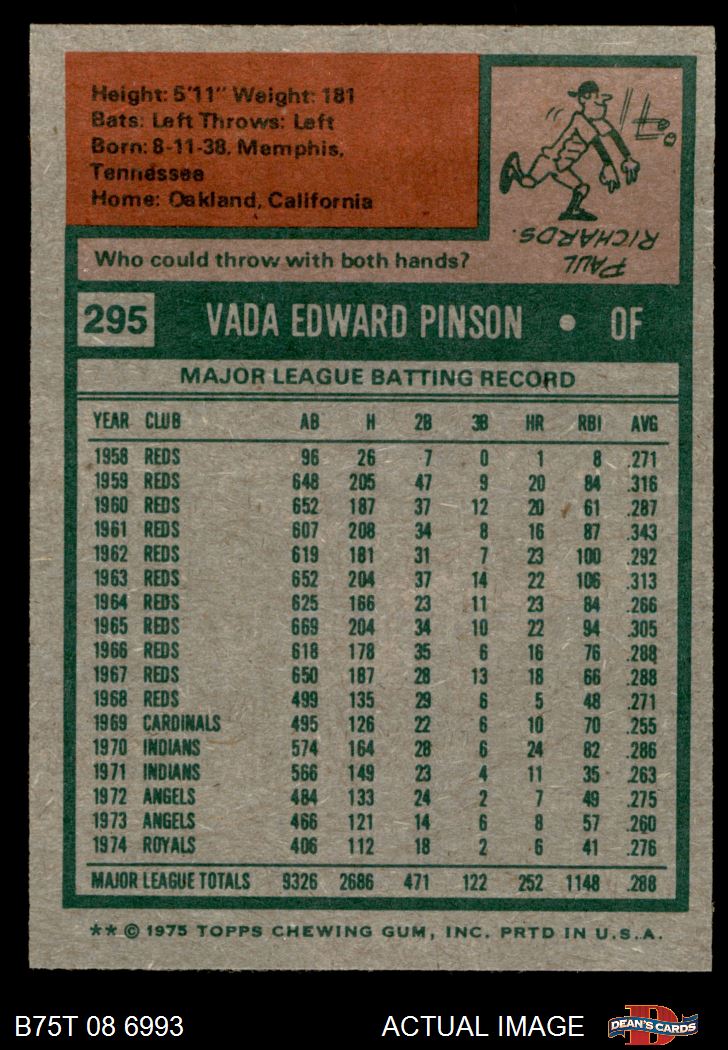 Height: 5'11" Weight: 181
Bats: Left Throws: Left
Born: 8-11-38, Memphis,
Tennessee
Home: Oakland, California
PAUL
RICHARDS.
Who could throw with both hands?
295 VADA EDWARD PINSON • OF
MAJOR LEAGUE BATTING RECORD
YEAR CLUB AB H 2B 3B HR RBI AVG
1958 REDS 96 26 7 0 1 8 .271
1959 REDS 648 205 47 9 20 84 .316
1960 REDS 652 187 37 12 20 61 .287
1961 REDS 607 208 34 8 16 87 .343
1962 REDS 619 181 31 7 23 100 .292
1963 REDS 652 204 37 14 22 106 .313
1964 REDS 625 166 23 11 23 84 .266
1965 REDS 669 204 34 10 22 94 .305
1966 REDS 618 178 35 6 16 76 .288
1967 REDS 650 187 28 13 18 66 .288
1968 REDS 499 135 29 6 5 48 .271
1969 CARDINALS 495 126 22 6 10 70 .255
1970 INDIANS 574 164 28 6 24 82 .286
1971 INDIANS 566 149 23 4 11 35 .263
1972 ANGELS 484 133 24 2 7 49 .275
1973 ANGELS 466 121 14 6 8 57 .260
1974 ROYALS 406 112 18 2 6 41 .276
MAJOR LEAGUE TOTALS 9326 2686 471 122 252 1148 .288
** © 1975 TOPPS CHEWING GUM, INC. PRTD IN U.S.A.
B75T 08 6993 ACTUAL IMAGE DEAN'S CARDS